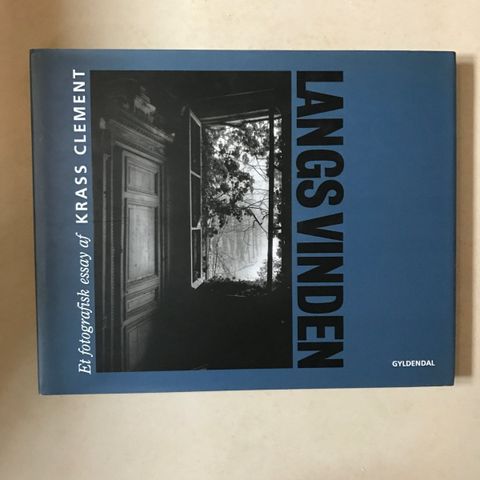 Et fotografisk essay af KRASS CLEMENT
LANGS VINDEN
GYLDENDAL